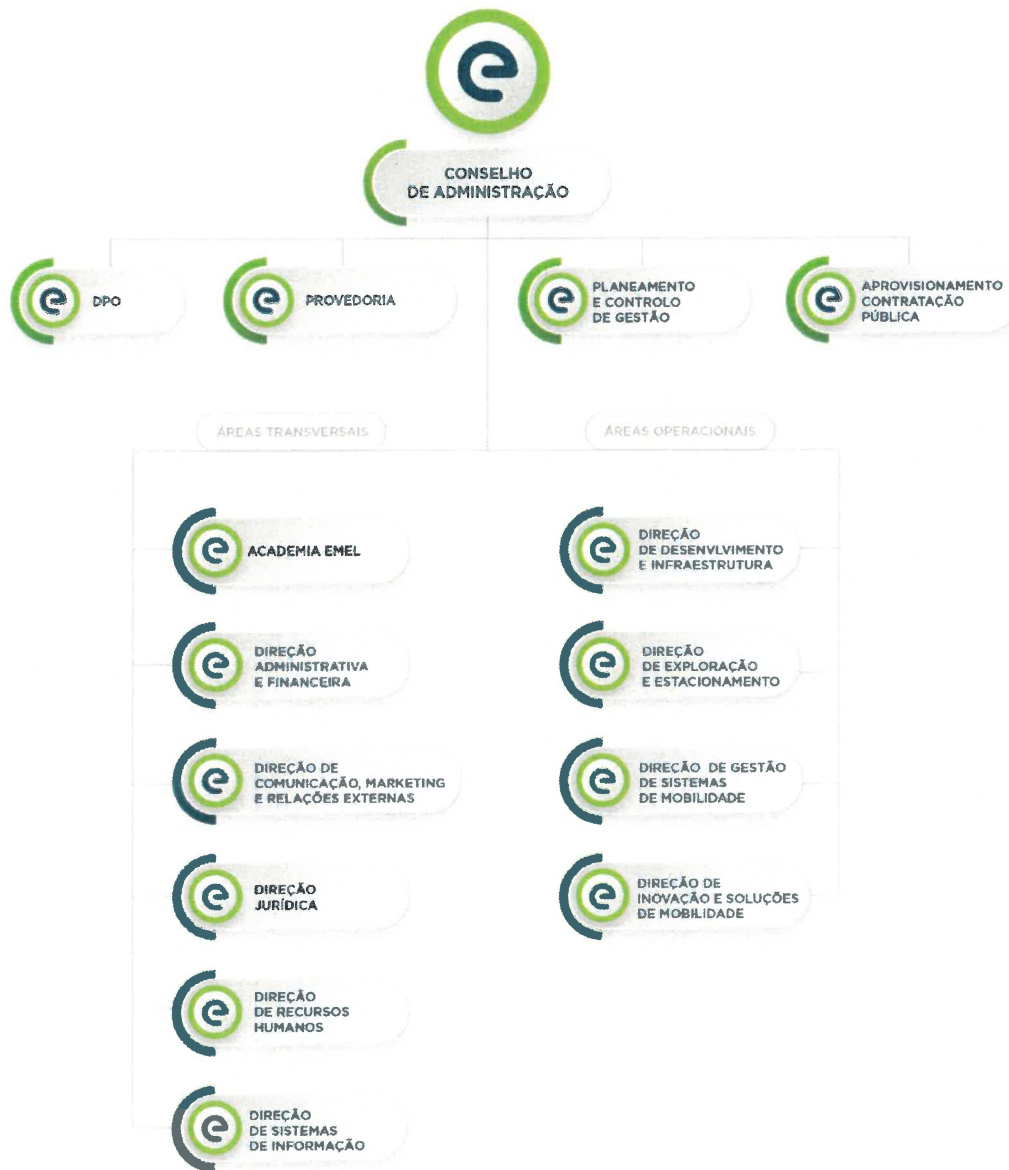 CONSELHO
DE ADMINISTRAÇÃO
DPO
PROVEDORIA
PLANEAMENTO
E CONTROLO
DE GESTÃO
APROVISIONAMENTO
CONTRATAÇÃO
PÚBLICA
ÁREAS TRANSVERSAIS
ÁREAS OPERACIONAIS
ACADEMIA EMEL
DIREÇÃO
ADMINISTRATIVA
E FINANCEIRA
DIREÇÃO DE
COMUNICAÇÃO, MARKETING
E RELAÇÕES EXTERNAS
DIREÇÃO
JURÍDICA
DIREÇÃO
DE RECURSOS
HUMANOS
DIREÇÃO
DE SISTEMAS
DE INFORMAÇÃO
DIREÇÃO
DE DESENVLVIMENTO
E INFRAESTRUTURA
DIREÇÃO
DE EXPLORAÇÃO
E ESTACIONAMENTO
DIREÇÃO DE GESTÃO
DE SISTEMAS
DE MOBILIDADE
DIREÇÃO DE
INOVAÇÃO E SOLUÇÕES
DE MOBILIDADE